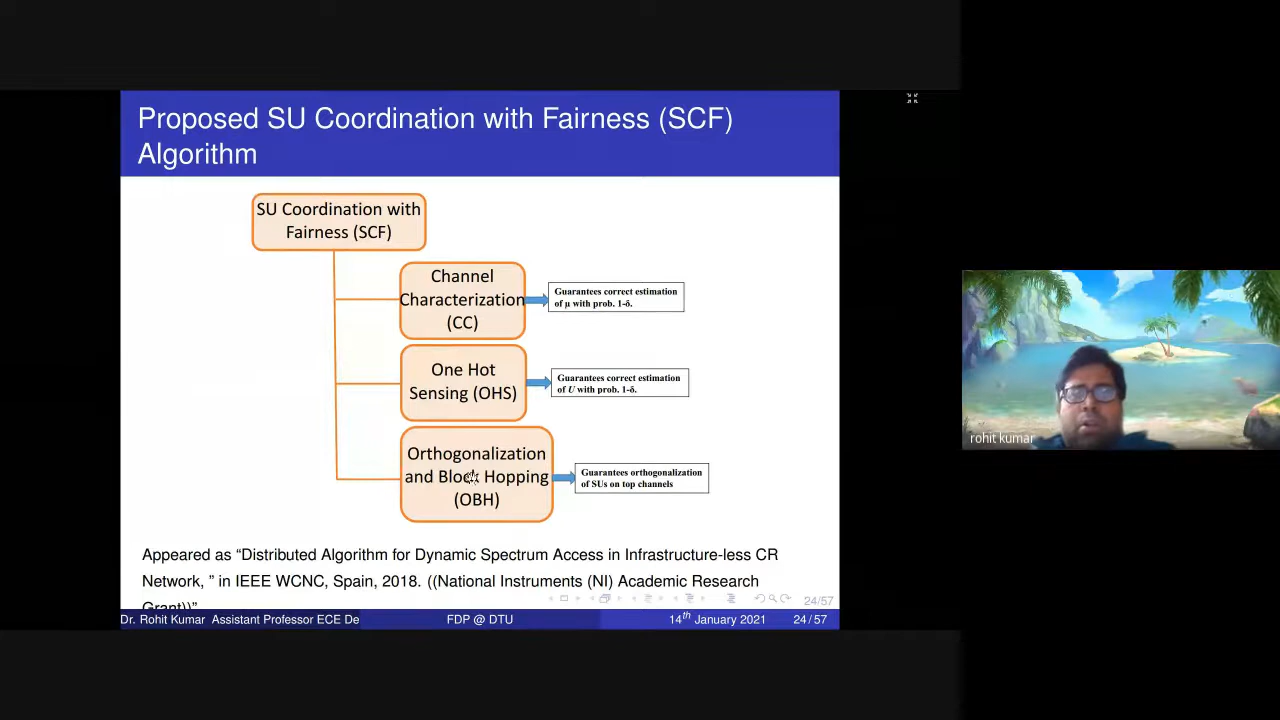 Proposed SU Coordination with Fairness (SCF)
Algorithm
SU Coordination with
Fairness (SCF)
Channel
Characterization
(CC)
Guarantees correct estimation
of μ with prob. 1-δ.
One Hot
Sensing (OHS)
Guarantees correct estimation
of U with prob. 1-δ.
Orthogonalization
and Block Hopping
(OBH)
Guarantees orthogonalization
of SUs on top channels
Appeared as “Distributed Algorithm for Dynamic Spectrum Access in Infrastructure-less CR
Network, ” in IEEE WCNC, Spain, 2018. ((National Instruments (NI) Academic Research
Grant))”
24/57
Dr. Rohit Kumar Assistant Professor ECE De FDP @ DTU 14th January 2021 24 / 57
rohit kumar